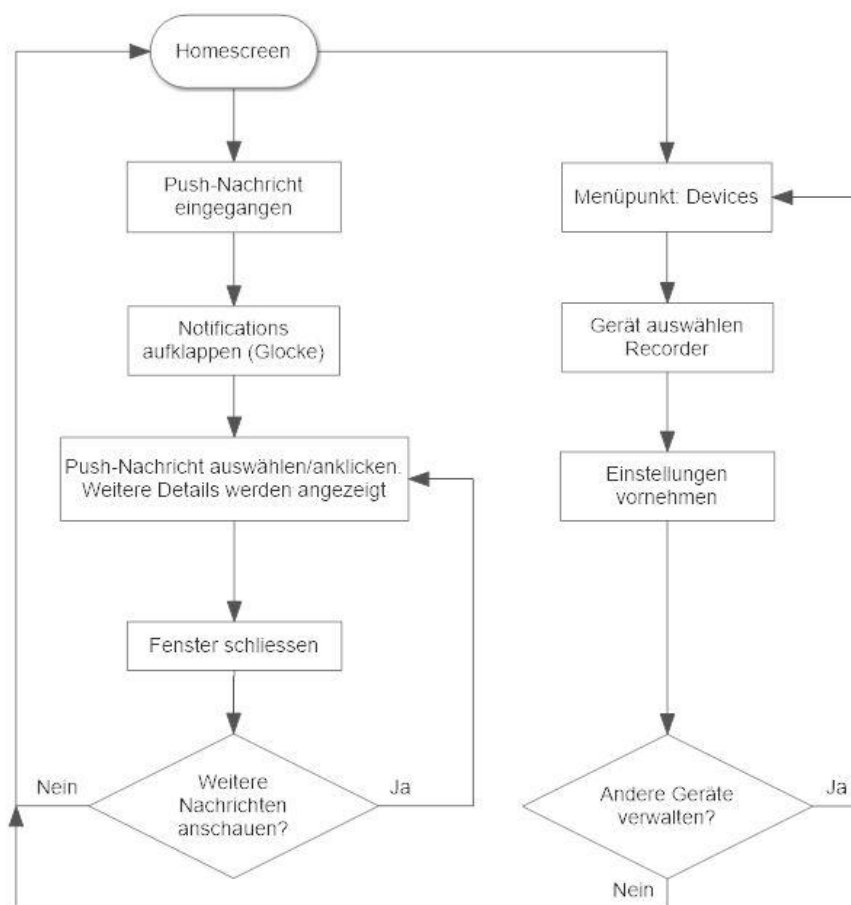 Homescreen
Push-Nachricht
eingegangen
Menüpunkt: Devices
Notifications
aufklappen (Glocke)
Gerät auswählen
Recorder
Push-Nachricht auswählen/anklicken.
Weitere Details werden angezeigt
Einstellungen
vornehmen
Fenster schliessen
Nein
Weitere
Nachrichten
anschauen?
Ja
Andere Geräte
verwalten?
Ja
Nein